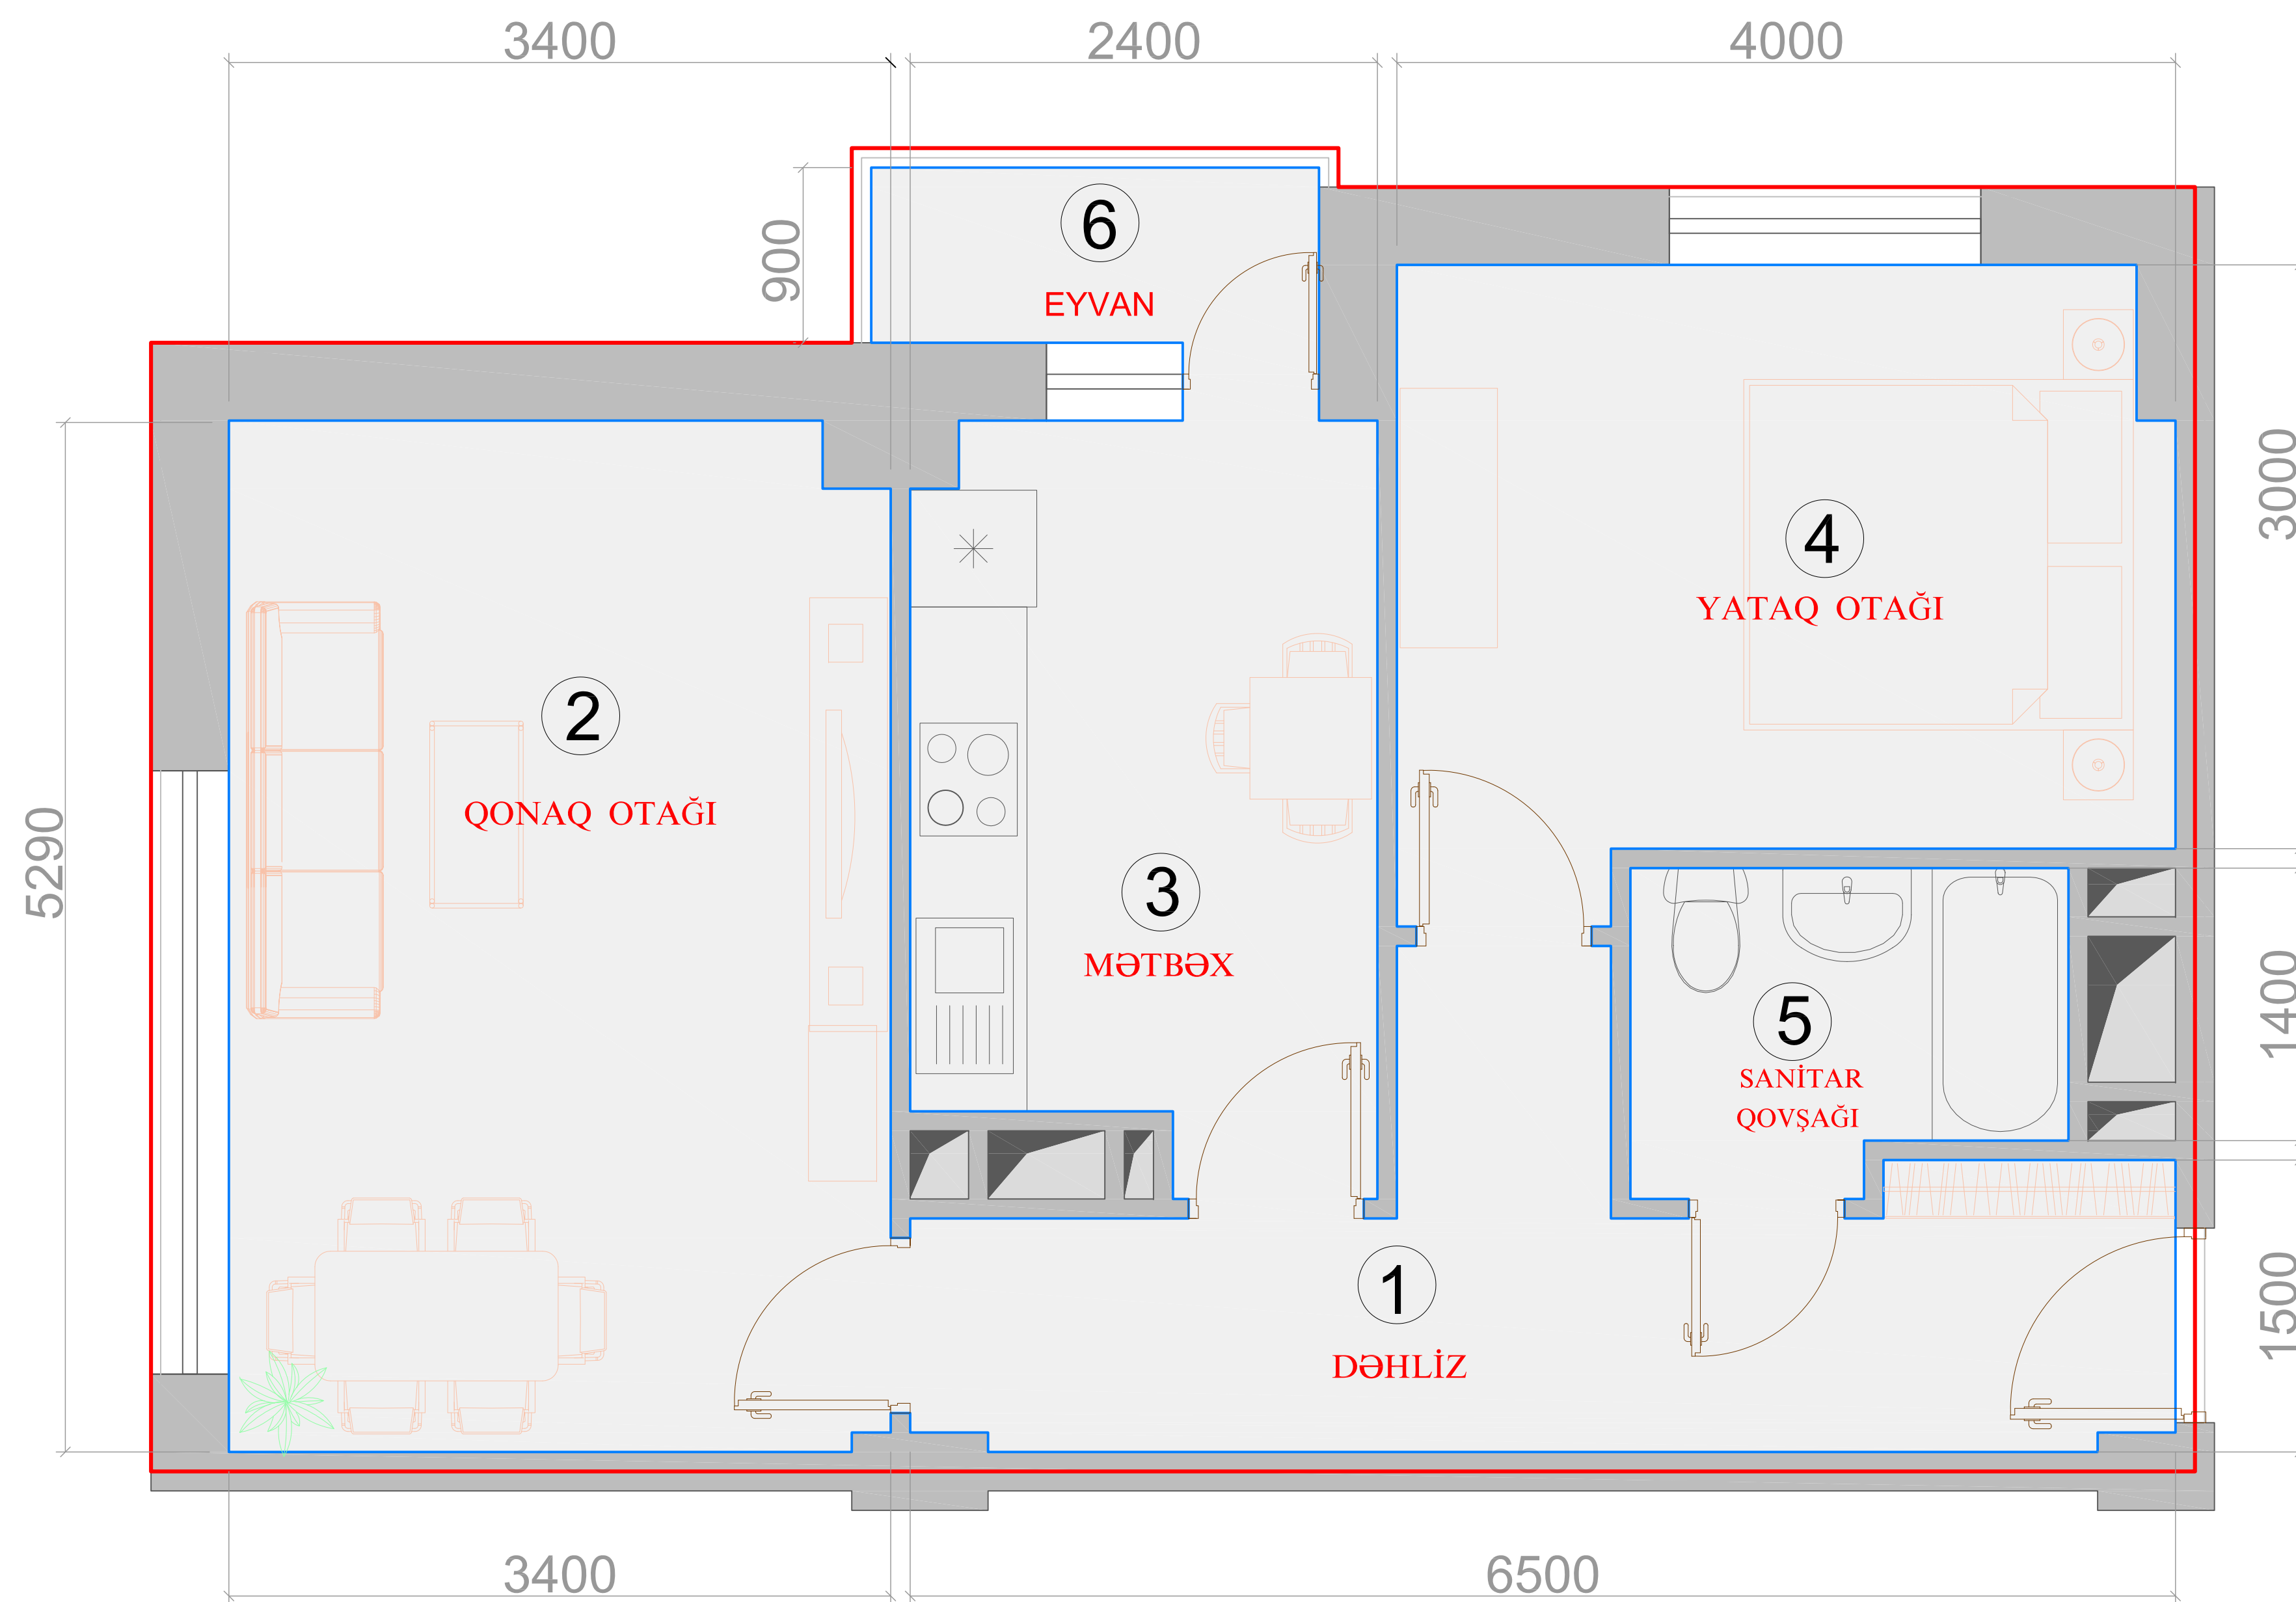 3400
2400
4000
6
EYVAN
900
4
YATAQ OTAĞI
3000
2
QONAQ OTAĞI
5290
3
MƏTBƏX
5
SANİTAR
QOVŞAĞI
1400
1
DƏHLİZ
1500
3400
6500